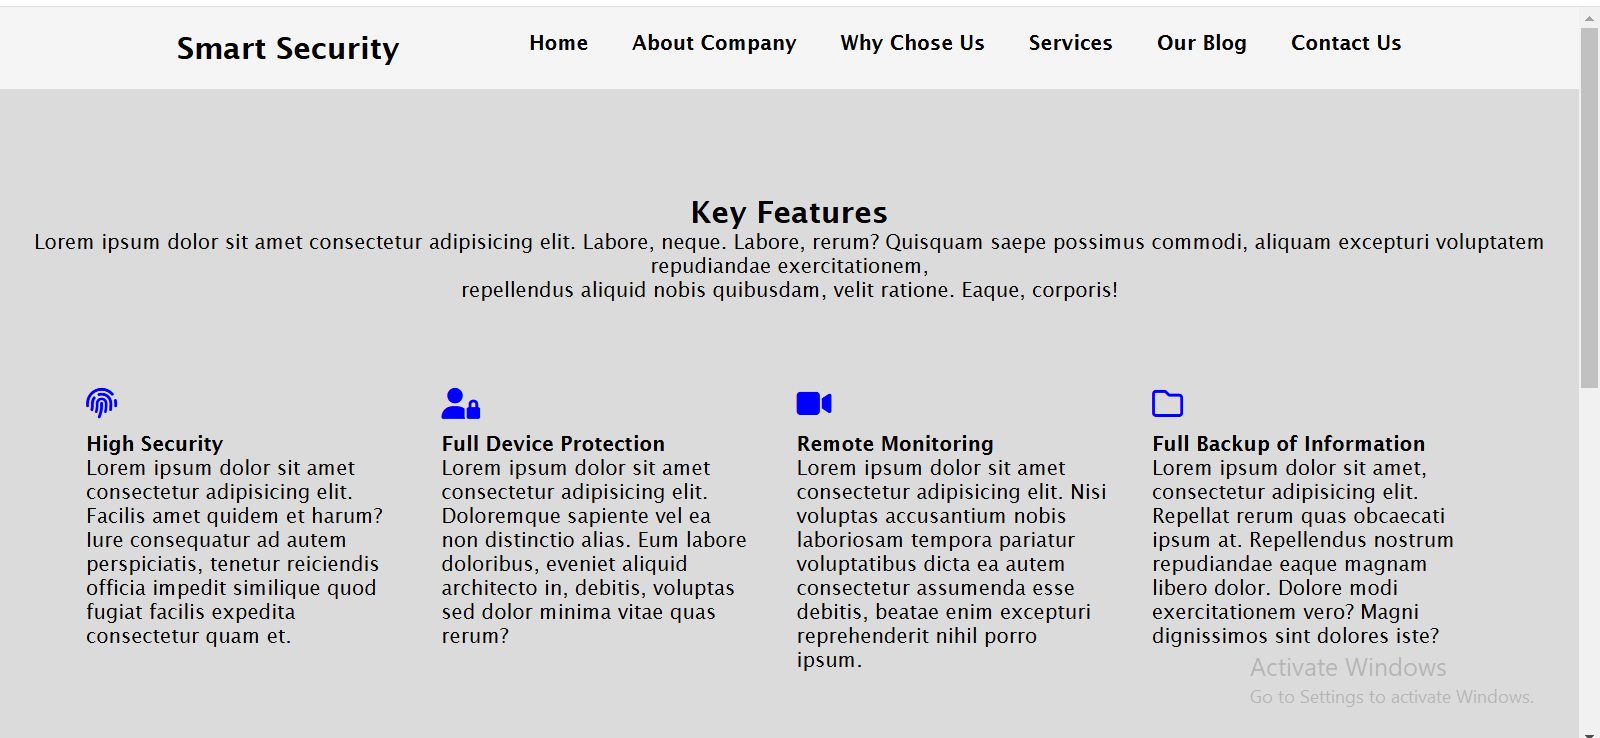 Smart Security
Home About Company Why Chose Us Services Our Blog Contact Us
Key Features
Lorem ipsum dolor sit amet consectetur adipisicing elit. Labore, neque. Labore, rerum? Quisquam saepe possimus commodi, aliquam excepturi voluptatem
repudiandae exercitationem,
repellendus aliquid nobis quibusdam, velit ratione. Eaque, corporis!
High Security
Lorem ipsum dolor sit amet
consectetur adipisicing elit.
Facilis amet quidem et harum?
Iure consequatur ad autem
perspiciatis, tenetur reiciendis
officia impedit similique quod
fugiat facilis expedita
consectetur quam et.
Full Device Protection
Lorem ipsum dolor sit amet
consectetur adipisicing elit.
Doloremque sapiente vel ea
non distinctio alias. Eum labore
doloribus, eveniet aliquid
architecto in, debitis, voluptas
sed dolor minima vitae quas
rerum?
Remote Monitoring
Lorem ipsum dolor sit amet
consectetur adipisicing elit. Nisi
voluptas accusantium nobis
laboriosam tempora pariatur
voluptatibus dicta ea autem
consectetur assumenda esse
debitis, beatae enim excepturi
reprehenderit nihil porro
ipsum.
Full Backup of Information
Lorem ipsum dolor sit amet,
consectetur adipisicing elit.
Repellat rerum quas obcaecati
ipsum at. Repellendus nostrum
repudiandae eaque magnam
libero dolor. Dolore modi
exercitationem vero? Magni
dignissimos sint dolores iste?
Activate Windows
Go to Settings to activate Windows.